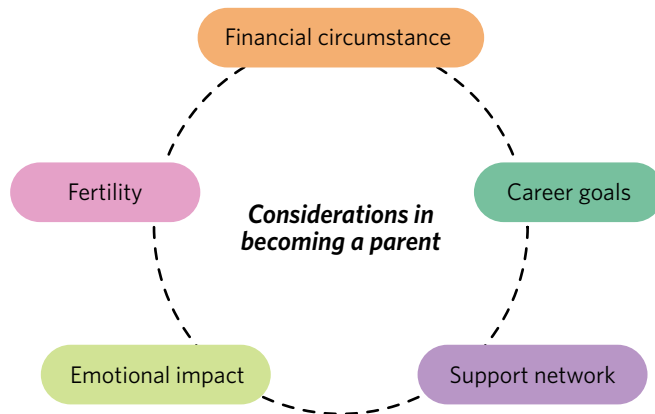 Financial circumstance
Fertility
Career goals
Considerations in
becoming a parent
Emotional impact
Support network